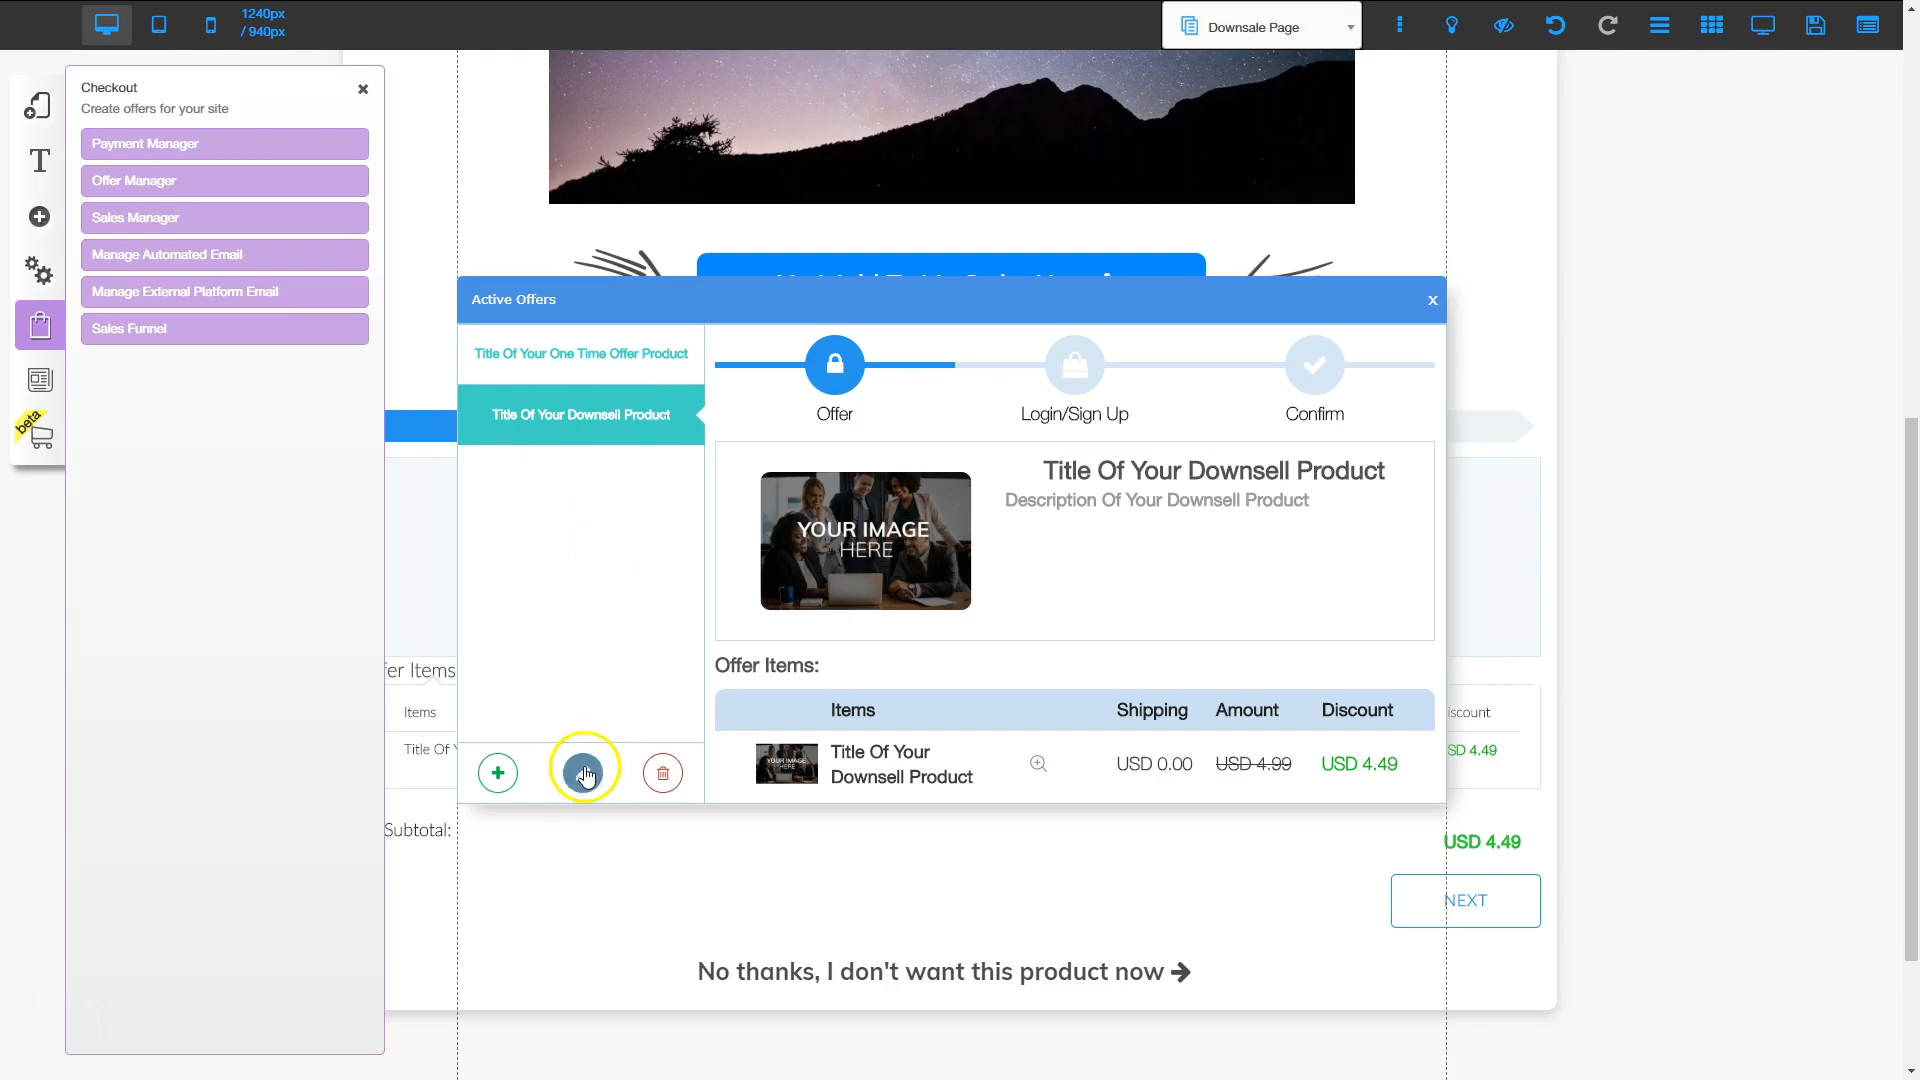 1240px
/ 940px
Downsale Page
Checkout
Create offers for your site
Payment Manager
Offer Manager
Sales Manager
Manage Automated Email
Manage External Platform Email
Sales Funnel
beta
Active Offers
x
Title Of Your One Time Offer Product
Title Of Your Downsell Product
Offer
Login/Sign Up
Confirm
Title Of Your Downsell Product
Description Of Your Downsell Product
YOUR IMAGE
HERE
Offer Items:
Items Shipping Amount Discount
YOUR IMAGE
HERE
Title Of Your
Downsell Product
USD 0.00 USD 4.99 USD 4.49
fer Items
Items
iscount
Title Of Y
SD 4.49
Subtotal:
USD 4.49
NEXT
No thanks, I don't want this product now